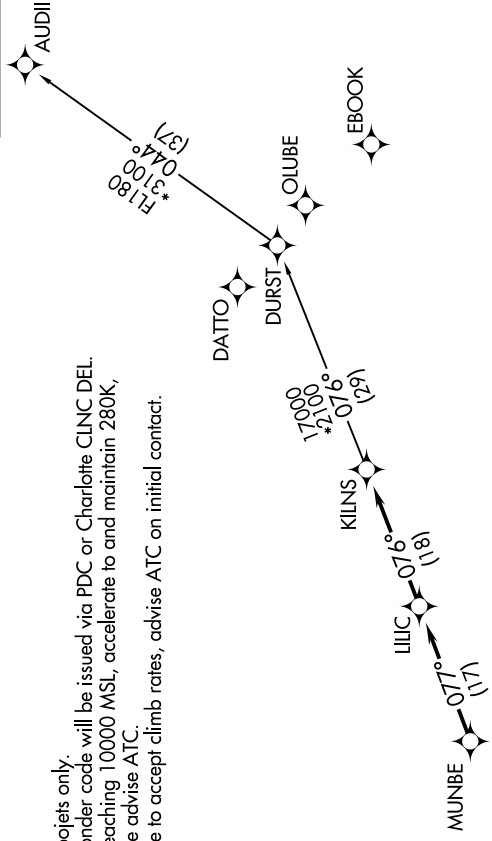 ojets only.
onder code will be issued via PDC or Charlotte CLNC DEL.
eaching 10000 MSL, accelerate to and maintain 280K,
e advise ATC.
e to accept climb rates, advise ATC on initial contact.
AUDII
FL180
*3100
044°
(37)
EBOOK
OLUBE
DURST
DATTO
17000
*2100
076°
(29)
KILNS
076°
(18)
LILIC
077°
(17)
MUNBE